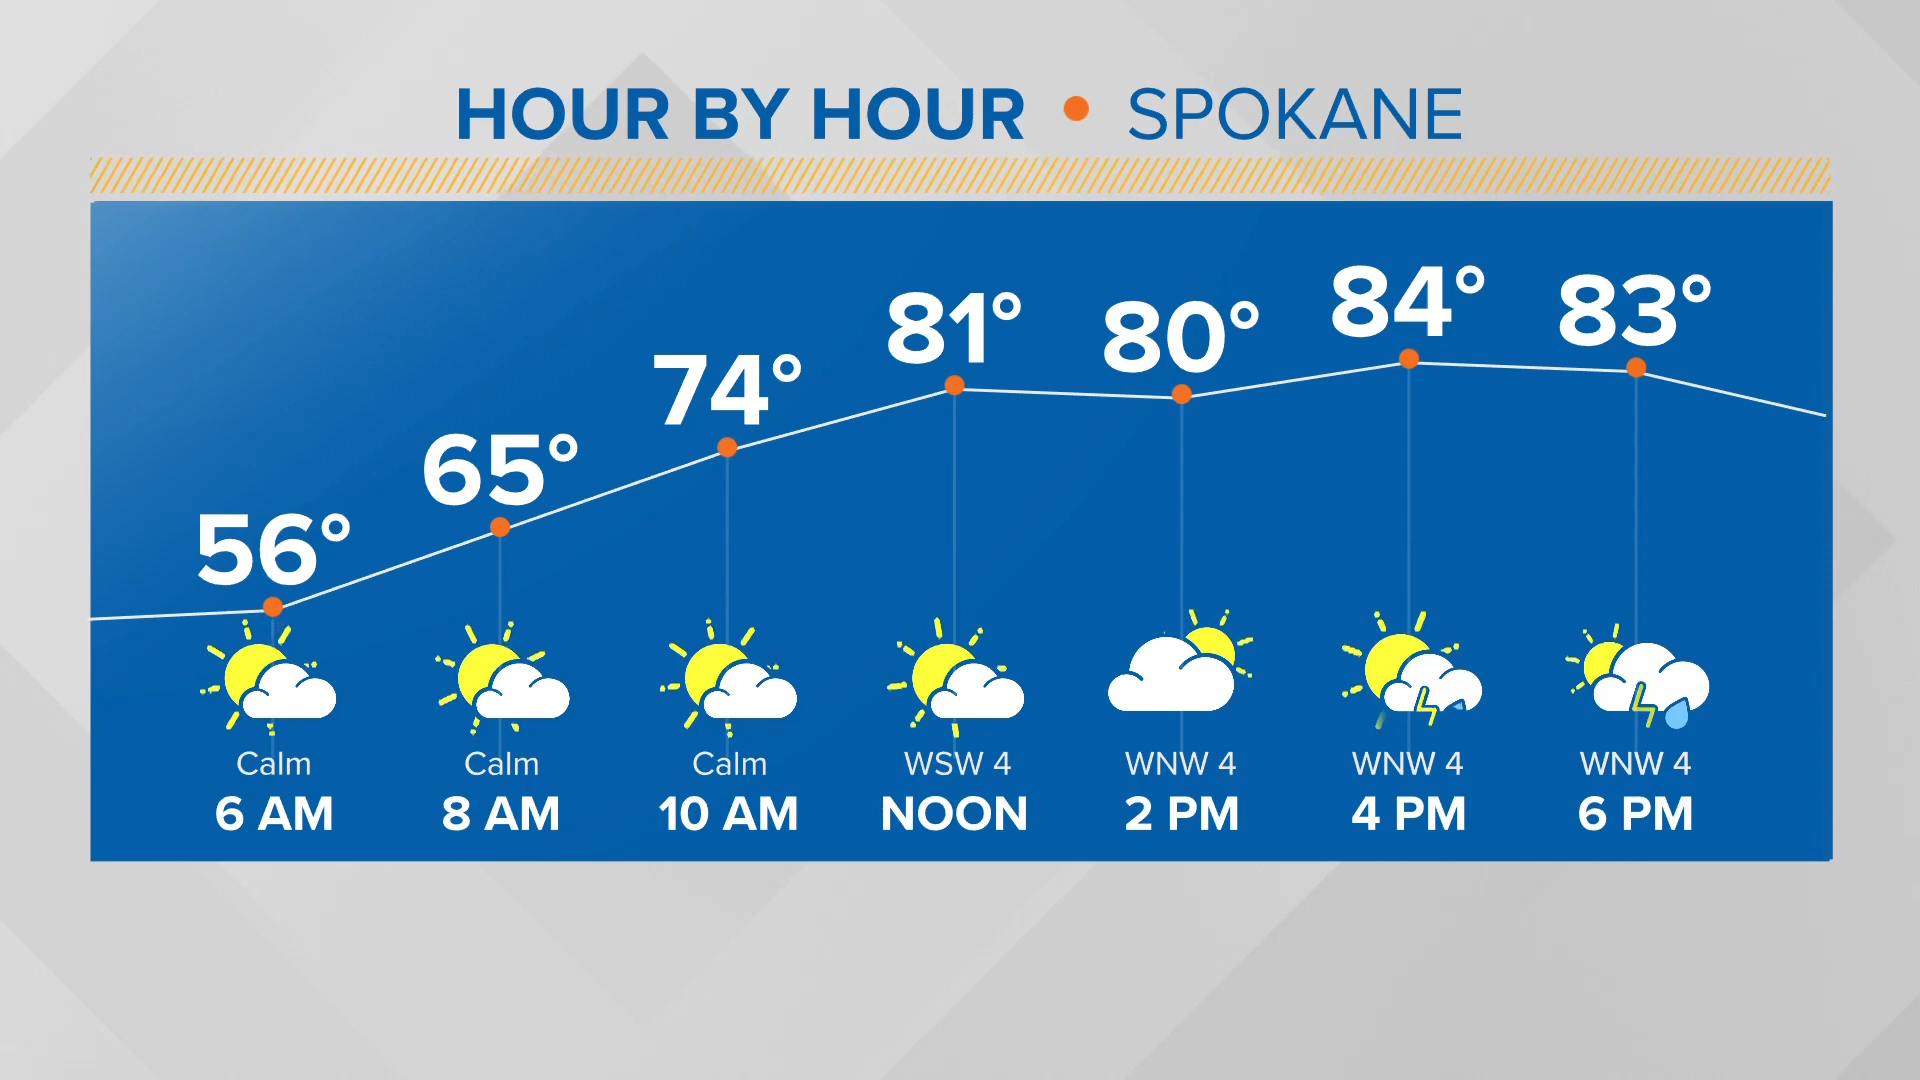 HOUR BY HOUR • SPOKANE
56° 65° 74° 81° 80° 84° 83°
Calm Calm Calm WSW 4 WNW 4 WNW 4 WNW 4
6 AM 8 AM 10 AM NOON 2 PM 4 PM 6 PM